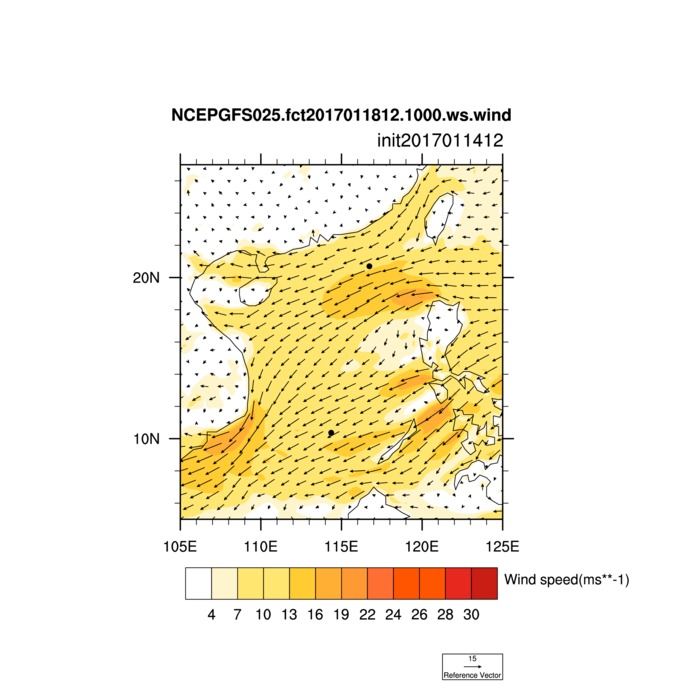 NCEPGFS025.fct2017011812.1000.ws.wind
init2017011412
20N
10N
105E 110E 115E 120E 125E
Wind speed(ms**-1)
4 7 10 13 16 19 22 24 26 28 30
15
Reference Vector